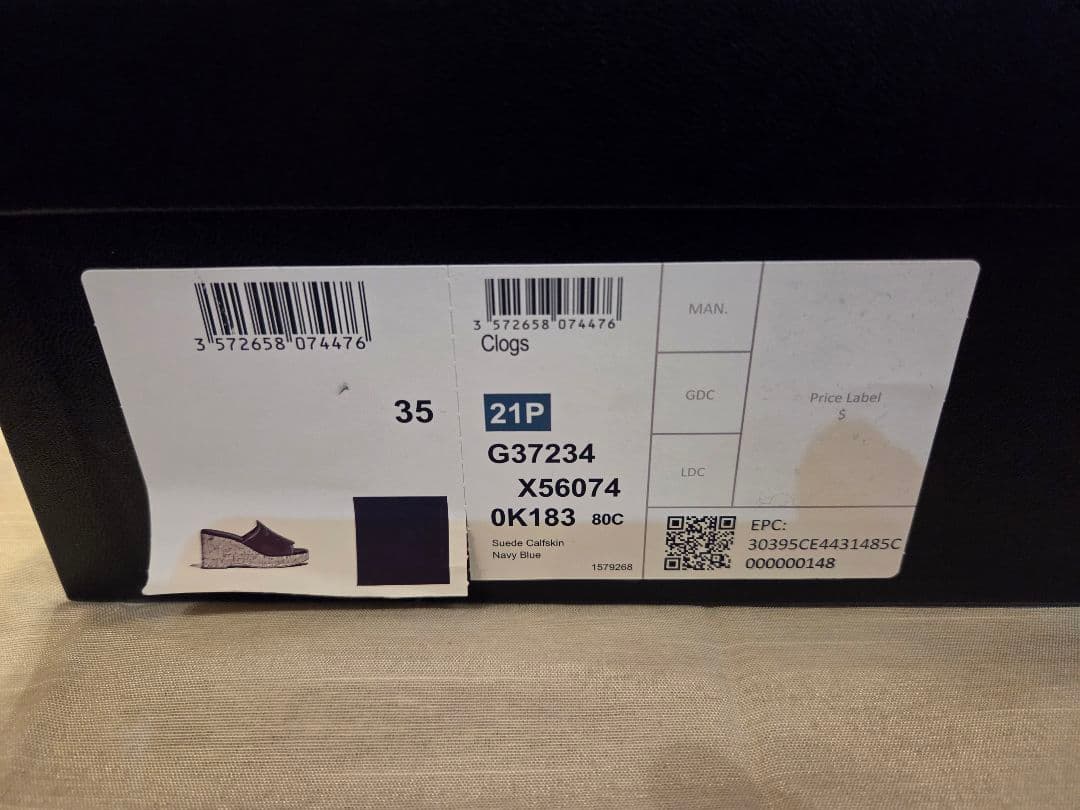 3 572658 074476
35
3 572658 074476
Clogs
21P
G37234
X56074
0K183 80C
Suede Calfskin
Navy Blue
1579268
MAN.
GDC
LDC
Price Label
$
EPC:
30395CE4431485C
000000148